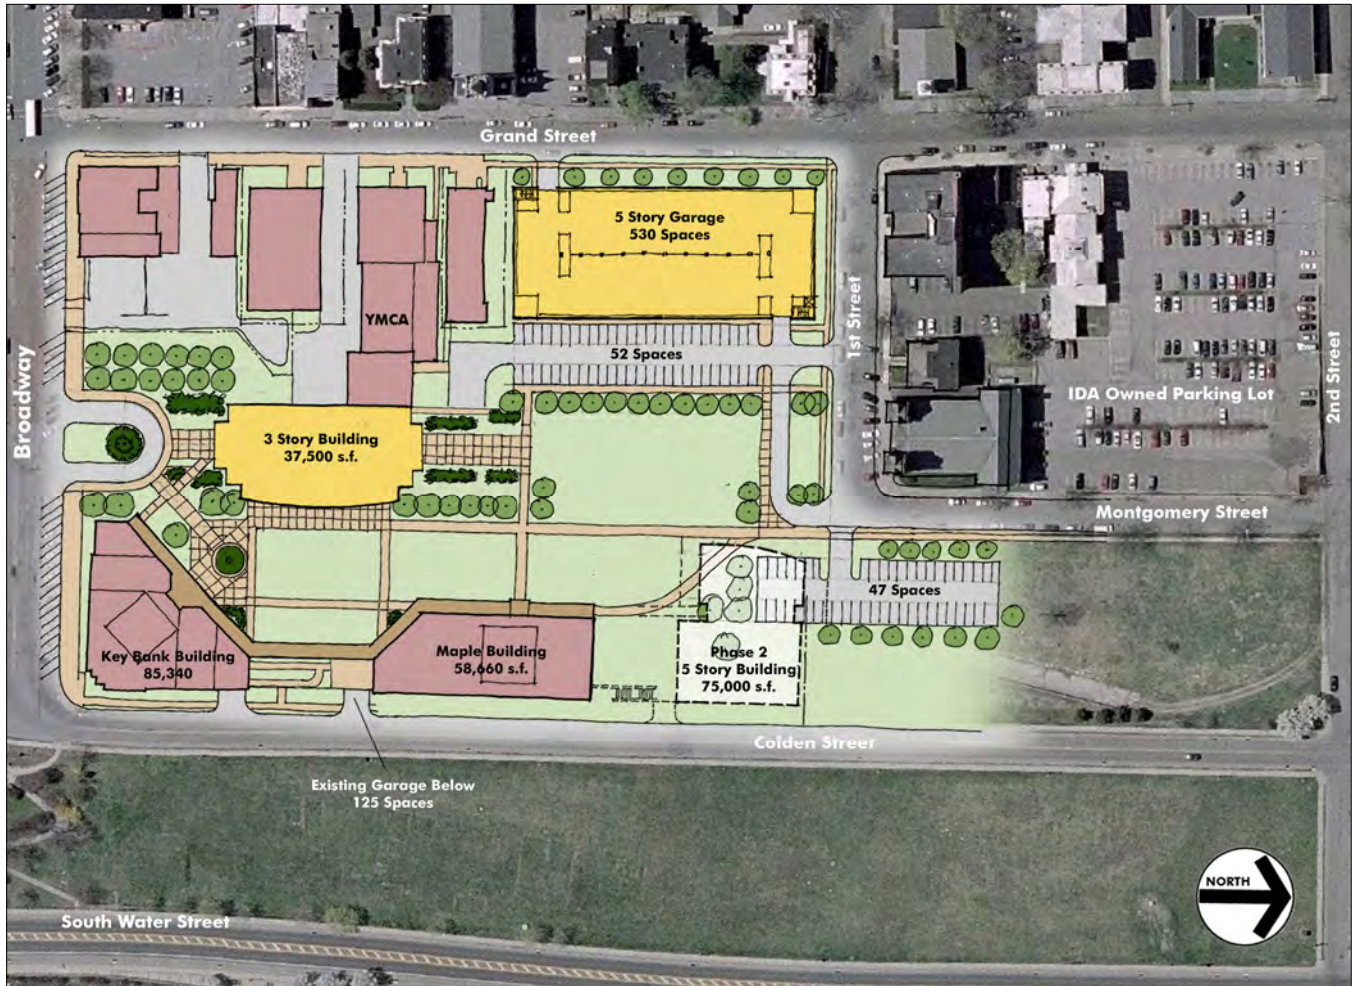 Grand Street
5 Story Garage
530 Spaces
YMCA
52 Spaces
1st Street
2nd Street
Broadway
IDA Owned Parking Lot
3 Story Building
37,500 s.f.
Montgomery Street
47 Spaces
Key Bank Building
85,340
Maple Building
58,660 s.f.
Phase 2
5 Story Building
75,000 s.f.
Colden Street
Existing Garage Below
125 Spaces
NORTH
South Water Street